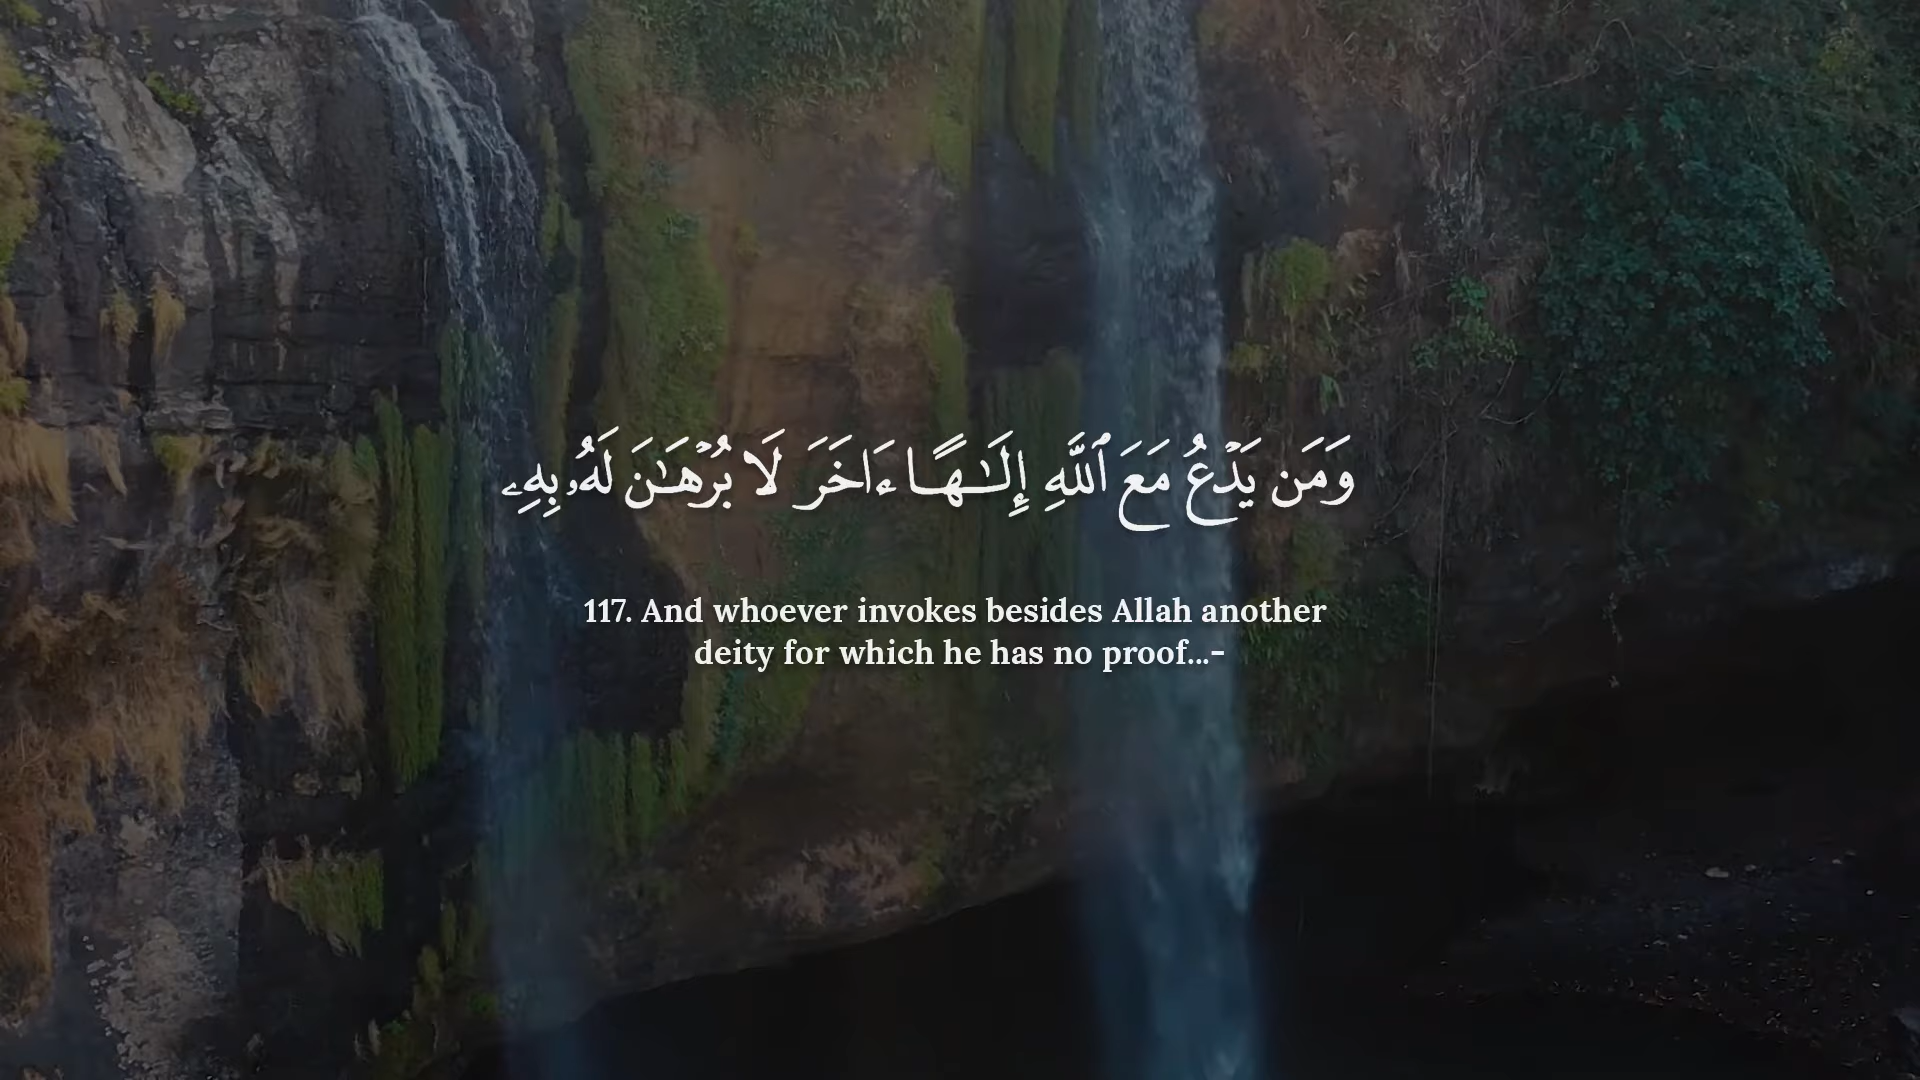 وَمَن يَدْعُ مَعَ ٱللَّهِ إِلَـٰهًا ءَاخَرَ لَا بُرْهَـٰنَ لَهُۥ بِهِۦ
117. And whoever invokes besides Allah another
deity for which he has no proof...-